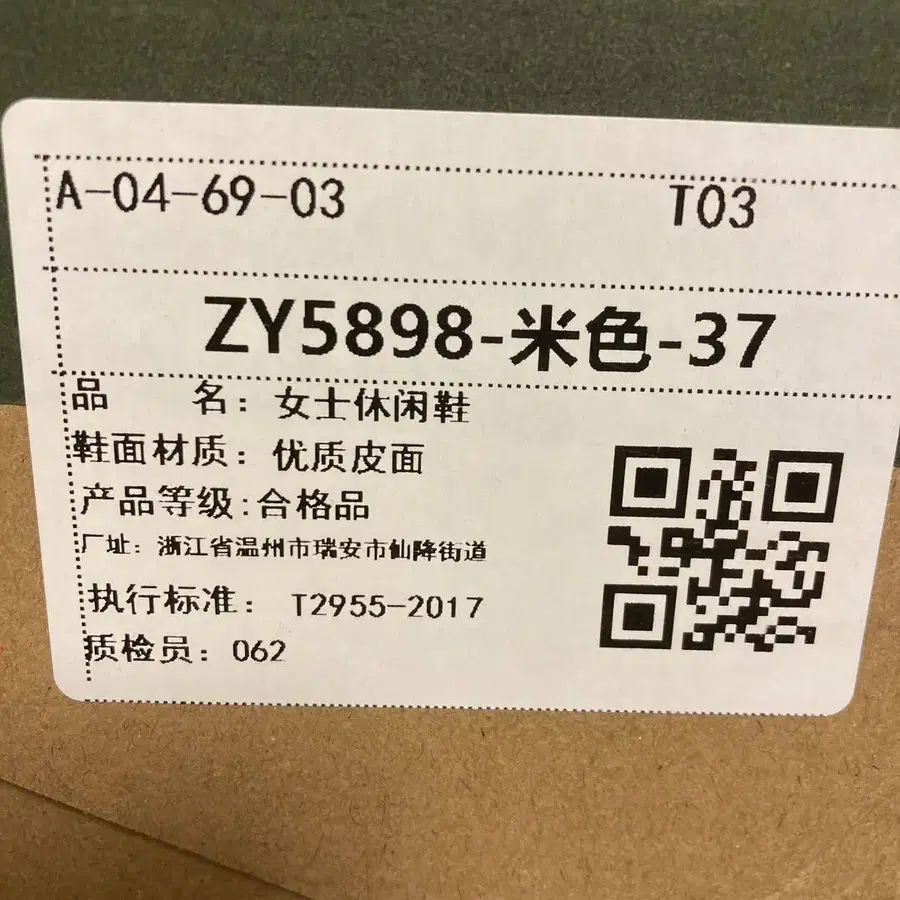 A-04-69-03 T03
ZY5898-米色-37
品 名：女士休闲鞋
鞋面材质：优质皮面
产品等级:合格品
厂址：浙江省温州市瑞安市仙降街道
执行标准： T2955-2017
质检员：062